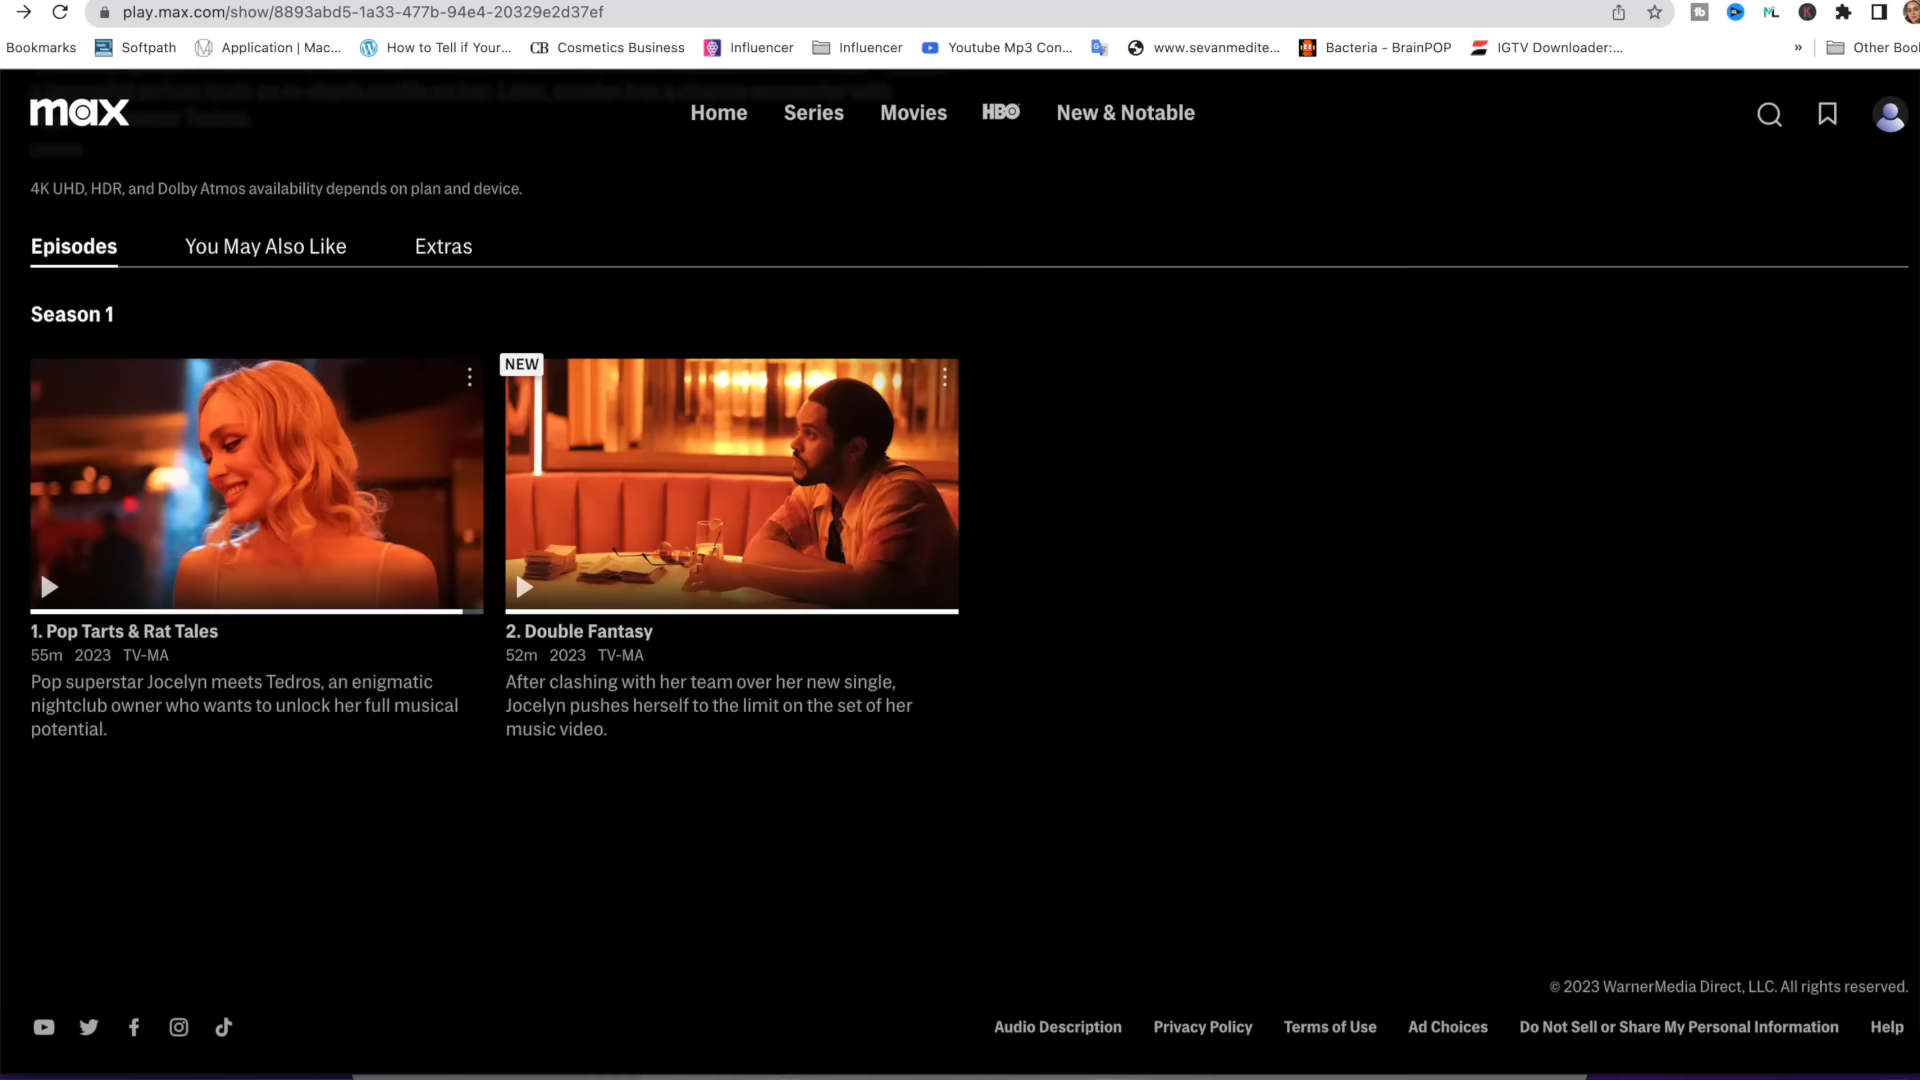 play.max.com/show/8893abd5-1a33-477b-94e4-20329e2d37ef
Bookmarks Softpath Application | Mac... How to Tell if Your... CB Cosmetics Business Influencer Influencer Youtube Mp3 Con... www.sevanmedite... Bacteria - BrainPOP IGTV Downloader:... » Other Boo
max Home Series Movies HBO New & Notable
4K UHD, HDR, and Dolby Atmos availability depends on plan and device.
Episodes You May Also Like Extras
Season 1
NEW
1. Pop Tarts & Rat Tales
55m 2023 TV-MA
Pop superstar Jocelyn meets Tedros, an enigmatic
nightclub owner who wants to unlock her full musical
potential.
2. Double Fantasy
52m 2023 TV-MA
After clashing with her team over her new single,
Jocelyn pushes herself to the limit on the set of her
music video.
© 2023 WarnerMedia Direct, LLC. All rights reserved.
Audio Description Privacy Policy Terms of Use Ad Choices Do Not Sell or Share My Personal Information Help